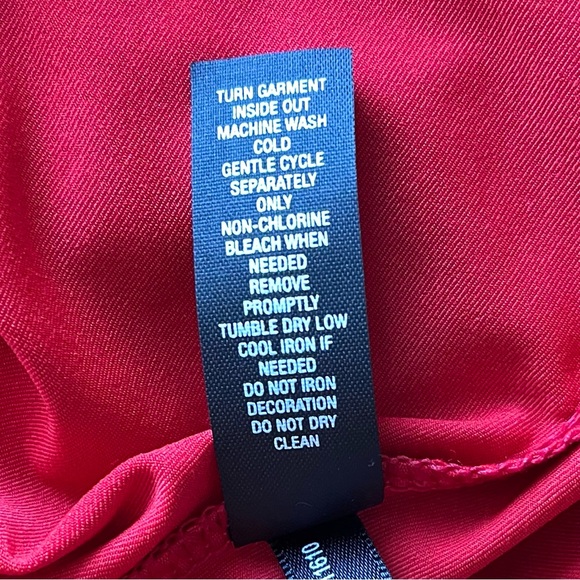 TURN GARMENT
INSIDE OUT
MACHINE WASH
COLD
GENTLE CYCLE
SEPARATELY
ONLY
NON-CHLORINE
BLEACH WHEN
NEEDED
REMOVE
PROMPTLY
TUMBLE DRY LOW
COOL IRON IF
NEEDED
DO NOT IRON
DECORATION
DO NOT DRY
CLEAN
1610